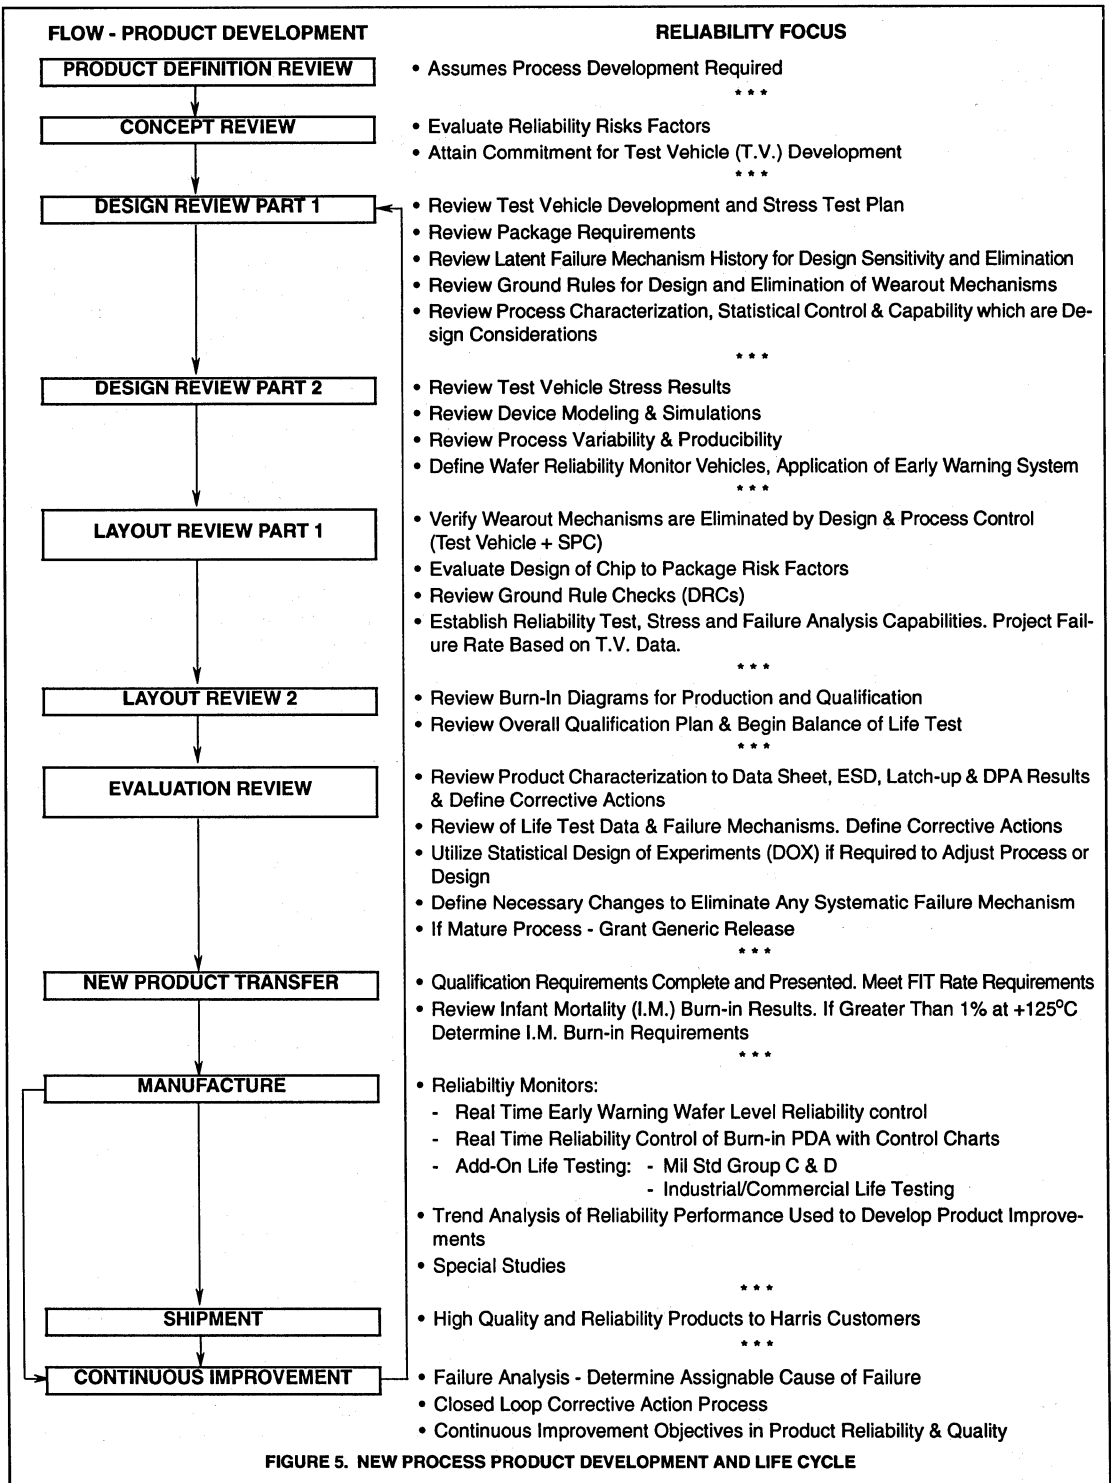 FLOW - PRODUCT DEVELOPMENT
RELIABILITY FOCUS
PRODUCT DEFINITION REVIEW
• Assumes Process Development Required
* * *
CONCEPT REVIEW
• Evaluate Reliability Risks Factors
• Attain Commitment for Test Vehicle (T.V.) Development
* * *
DESIGN REVIEW PART 1
• Review Test Vehicle Development and Stress Test Plan
• Review Package Requirements
• Review Latent Failure Mechanism History for Design Sensitivity and Elimination
• Review Ground Rules for Design and Elimination of Wearout Mechanisms
• Review Process Characterization, Statistical Control & Capability which are De-
sign Considerations
* * *
DESIGN REVIEW PART 2
• Review Test Vehicle Stress Results
• Review Device Modeling & Simulations
• Review Process Variability & Producibility
• Define Wafer Reliability Monitor Vehicles, Application of Early Warning System
* * *
LAYOUT REVIEW PART 1
• Verify Wearout Mechanisms are Eliminated by Design & Process Control
(Test Vehicle + SPC)
• Evaluate Design of Chip to Package Risk Factors
• Review Ground Rule Checks (DRCs)
• Establish Reliability Test, Stress and Failure Analysis Capabilities. Project Fail-
ure Rate Based on T.V. Data.
* * *
LAYOUT REVIEW 2
• Review Burn-In Diagrams for Production and Qualification
• Review Overall Qualification Plan & Begin Balance of Life Test
* * *
EVALUATION REVIEW
• Review Product Characterization to Data Sheet, ESD, Latch-up & DPA Results
& Define Corrective Actions
• Review of Life Test Data & Failure Mechanisms. Define Corrective Actions
• Utilize Statistical Design of Experiments (DOX) if Required to Adjust Process or
Design
• Define Necessary Changes to Eliminate Any Systematic Failure Mechanism
• If Mature Process - Grant Generic Release
* * *
NEW PRODUCT TRANSFER
• Qualification Requirements Complete and Presented. Meet FIT Rate Requirements
• Review Infant Mortality (I.M.) Burn-in Results. If Greater Than 1% at +125°C
Determine I.M. Burn-in Requirements
* * *
MANUFACTURE
• Reliabiltiy Monitors:
- Real Time Early Warning Wafer Level Reliability control
- Real Time Reliability Control of Burn-in PDA with Control Charts
- Add-On Life Testing: - Mil Std Group C & D
- Industrial/Commercial Life Testing
• Trend Analysis of Reliability Performance Used to Develop Product Improve-
ments
• Special Studies
* * *
SHIPMENT
• High Quality and Reliability Products to Harris Customers
* * *
CONTINUOUS IMPROVEMENT
• Failure Analysis - Determine Assignable Cause of Failure
• Closed Loop Corrective Action Process
• Continuous Improvement Objectives in Product Reliability & Quality
FIGURE 5. NEW PROCESS PRODUCT DEVELOPMENT AND LIFE CYCLE